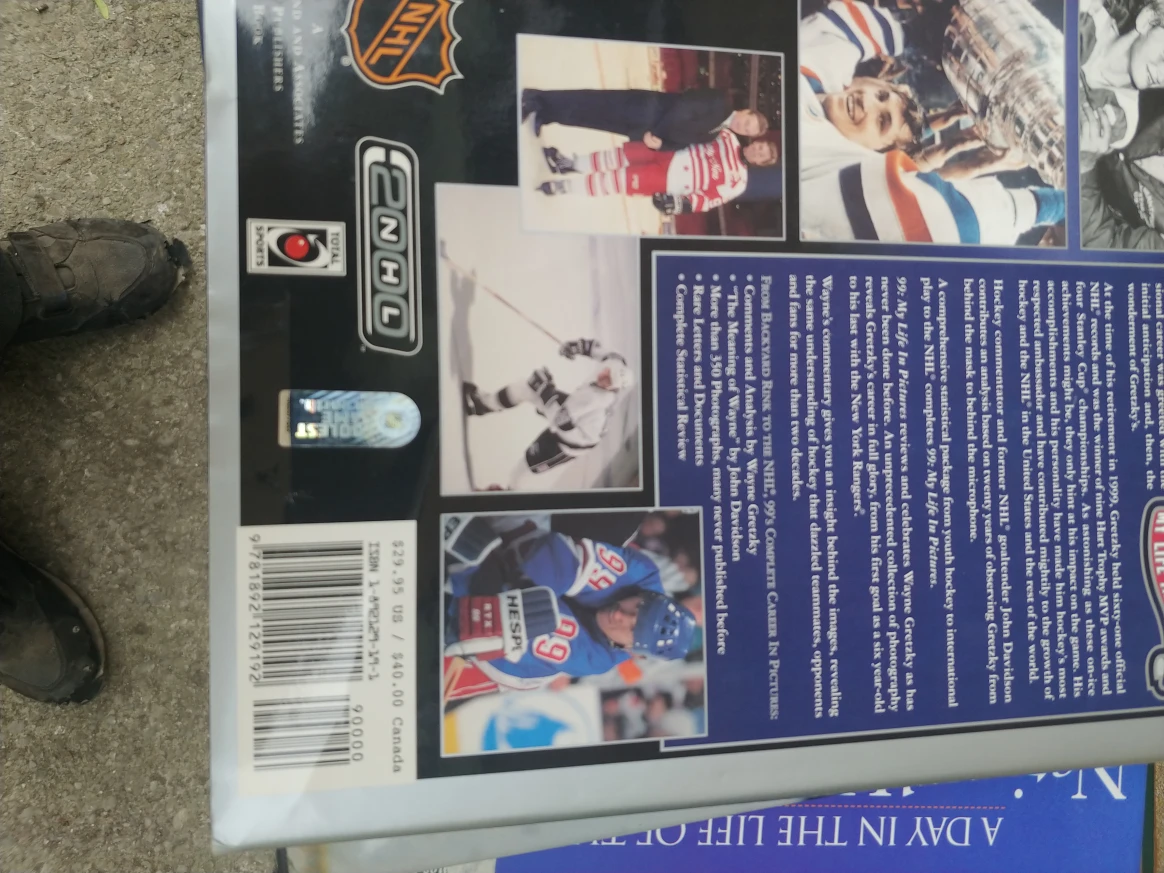 initial anticipation and, then, the
wonderment of Gretzky's.
At the time of his retirement in 1999, Gretzky held sixty-one official
NHL® records and was the winner of nine Hart Trophy MVP awards and
four Stanley Cup® championships. As astonishing as these on-ice
achievements might be, they only hint at his impact on the game. His
accomplishments and his personality have made him hockey's most
respected ambassador and have contributed mightily to the growth of
hockey and the NHL® in the United States and the rest of the world.
Hockey commentator and former NHL® goaltender John Davidson
contributes an analysis based on twenty years of observing Gretzky from
behind the mask to behind the microphone.
A comprehensive statistical package from youth hockey to international
play to the NHL® completes 99: My Life In Pictures.
99: My Life In Pictures reviews and celebrates Wayne Gretzky as has
never been done before. An unprecedented collection of photography
reveals Gretzky's career in full glory, from his first goal as a six year-old
to his last with the New York Rangers®.
Wayne's commentary gives you an insight behind the images, revealing
the same understanding of hockey that dazzled teammates, opponents
and fans for more than two decades.
FROM BACKYARD RINK TO THE NHL®, 99'S COMPLETE CAREER IN PICTURES:
• Comments and Analysis by Wayne Gretzky
• "The Meaning of Wayne" by John Davidson
• More than 350 Photographs, many never published before
• Rare Letters and Documents
• Complete Statistical Review
99
99
HESP
NHL
2NHL
TOTAL
SPORTS
A
AND ASSOCIATES
PUBLISHERS
BOOK
$29.95 US / $40.00 Canada
ISBN 1-892129-19-1
90000
9 781892 129192
A DAY IN THE LIFE OF